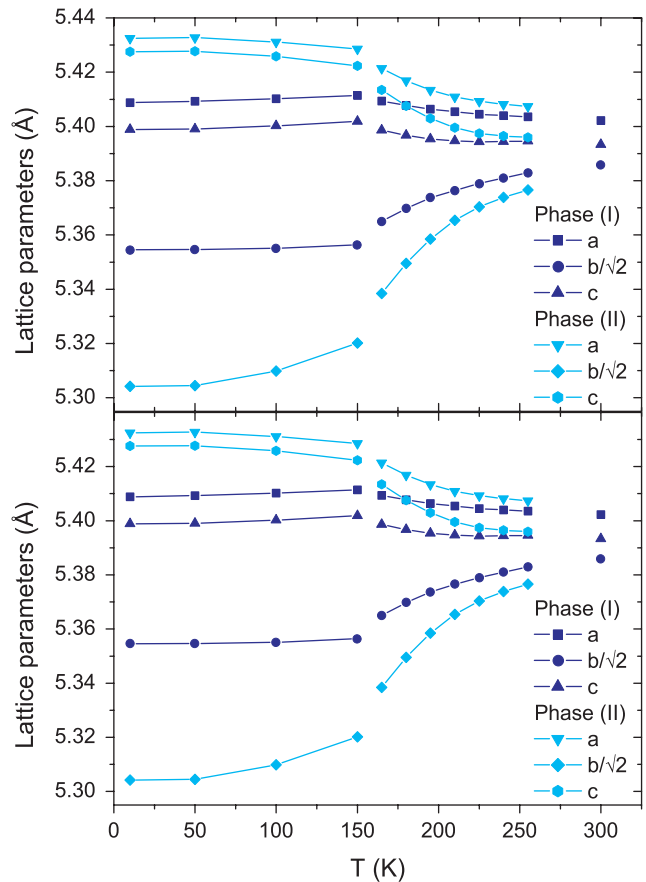 5.44
5.42
5.40
5.38
5.36
5.34
5.32
5.30
Lattice parameters (Å)
Phase (I)
a
b/√2
c
Phase (II)
a
b/√2
c
5.42
5.40
5.38
5.36
5.34
5.32
5.30
Lattice parameters (Å)
Phase (I)
a
b/√2
c
Phase (II)
a
b/√2
c
0 50 100 150 200 250 300
T (K)